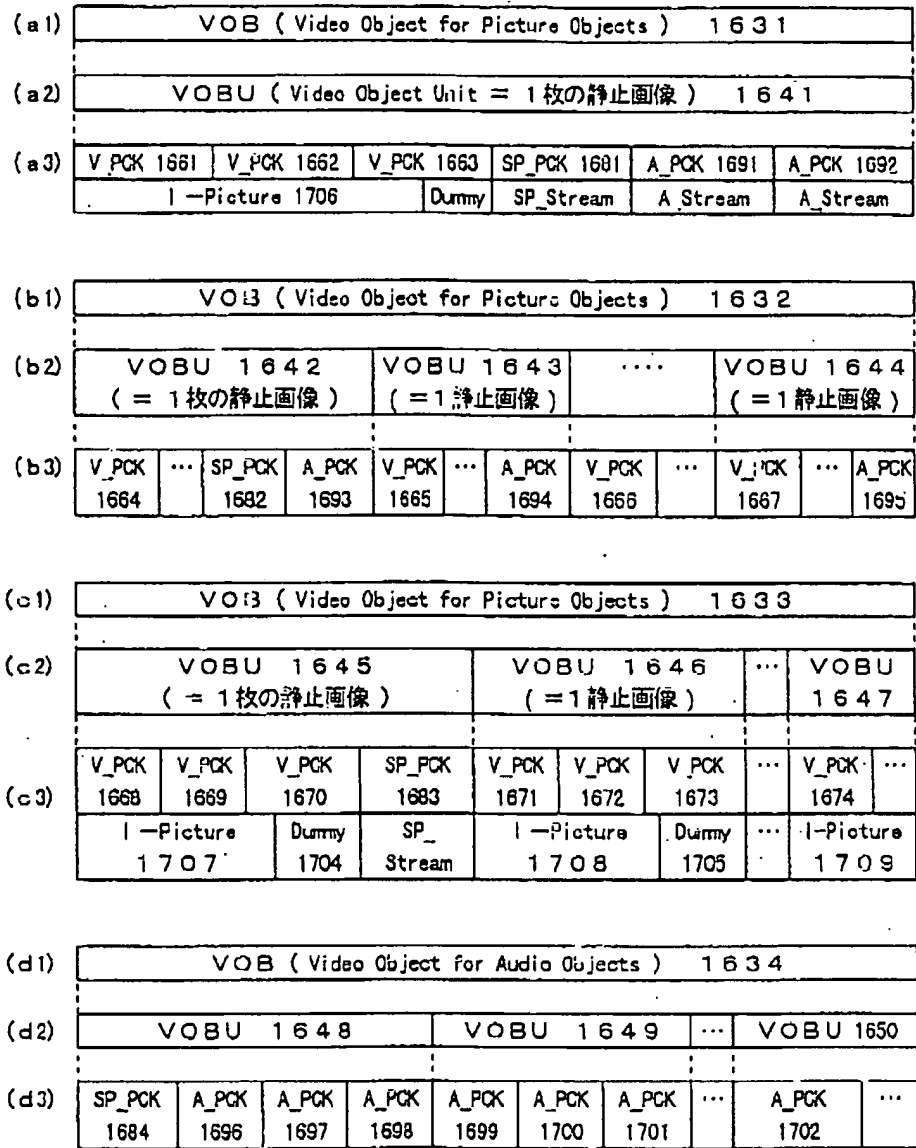 (a1) VOB ( Video Object for Picture Objects ) 1631
(a2) VOBU ( Video Object Unit = 1枚の静止画像 ) 1641
(a3) V_PCK 1661 V_PCK 1662 V_PCK 1663 SP_PCK 1681 A_PCK 1691 A_PCK 1692
I-Picture 1706 Dummy SP_Stream A_Stream A_Stream
(b1) VOB ( Video Object for Picture Objects ) 1632
(b2) VOBU 1642 VOBU 1643 ···· VOBU 1644
( = 1枚の静止画像 ) ( =1静止画像 ) ( =1静止画像 )
(b3) V_PCK ··· SP_PCK A_PCK V_PCK ··· A_PCK V_PCK ··· V_PCK ··· A_PCK
1664 1682 1693 1665 1694 1666 1667 1695
(c1) VOB ( Video Object for Picture Objects ) 1633
(c2) VOBU 1645 VOBU 1646 ··· VOBU
( = 1枚の静止画像 ) ( =1静止画像 ) 1647
(c3) V_PCK V_PCK V_PCK SP_PCK V_PCK V_PCK V_PCK ··· V_PCK ···
1668 1669 1670 1683 1671 1672 1673 1674
I-Picture Dummy SP_ I-Picture Dummy ··· I-Picture
1707 1704 Stream 1708 1705 1709
(d1) VOB ( Video Object for Audio Objects ) 1634
(d2) VOBU 1648 VOBU 1649 ··· VOBU 1650
(d3) SP_PCK A_PCK A_PCK A_PCK A_PCK A_PCK A_PCK ··· A_PCK ···
1684 1696 1697 1698 1699 1700 1701 1702